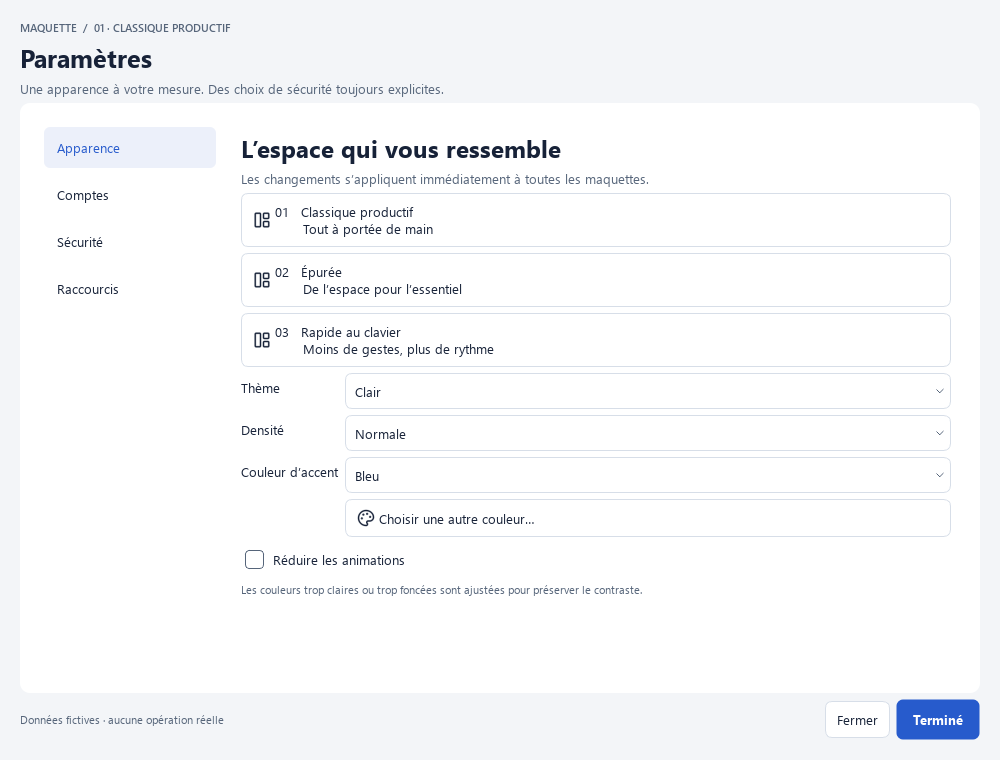 MAQUETTE / 01 · CLASSIQUE PRODUCTIF
Paramètres
Une apparence à votre mesure. Des choix de sécurité toujours explicites.
Apparence
Comptes
Sécurité
Raccourcis
L’espace qui vous ressemble
Les changements s’appliquent immédiatement à toutes les maquettes.
01 Classique productif
Tout à portée de main
02 Épurée
De l’espace pour l’essentiel
03 Rapide au clavier
Moins de gestes, plus de rythme
Thème
Clair
Densité
Normale
Couleur d’accent
Bleu
Choisir une autre couleur…
Réduire les animations
Les couleurs trop claires ou trop foncées sont ajustées pour préserver le contraste.
Données fictives · aucune opération réelle
Fermer
Terminé